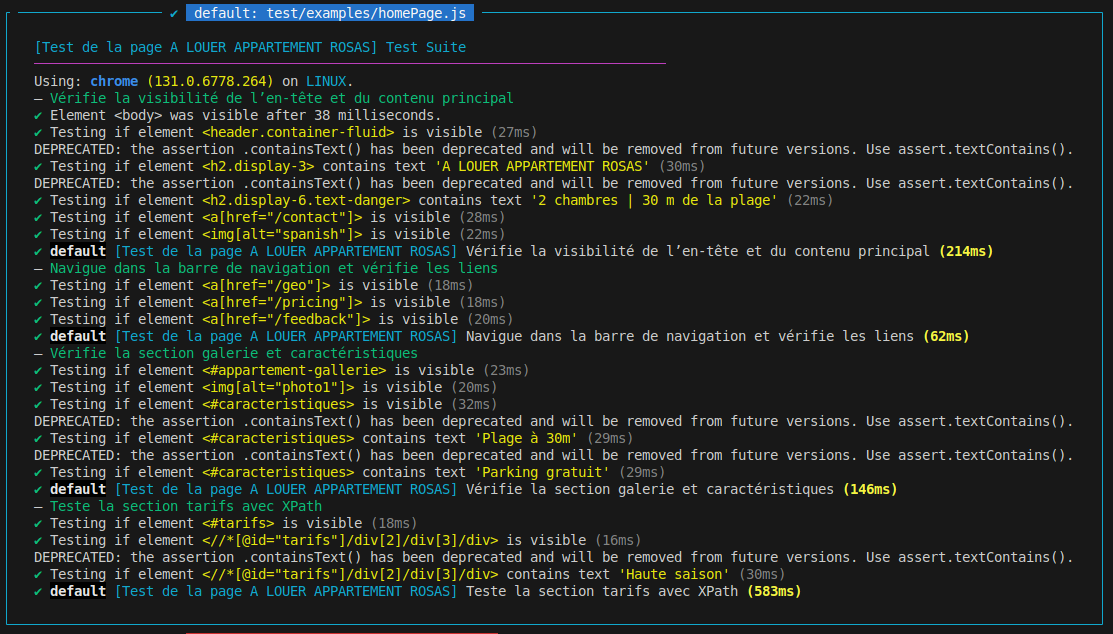 ✔ default: test/examples/homePage.js
[Test de la page A LOUER APPARTEMENT ROSAS] Test Suite
Using: chrome (131.0.6778.264) on LINUX.
– Vérifie la visibilité de l’en-tête et du contenu principal
✔ Element <body> was visible after 38 milliseconds.
✔ Testing if element <header.container-fluid> is visible (27ms)
DEPRECATED: the assertion .containsText() has been deprecated and will be removed from future versions. Use assert.textContains().
✔ Testing if element <h2.display-3> contains text 'A LOUER APPARTEMENT ROSAS' (30ms)
DEPRECATED: the assertion .containsText() has been deprecated and will be removed from future versions. Use assert.textContains().
✔ Testing if element <h2.display-6.text-danger> contains text '2 chambres | 30 m de la plage' (22ms)
✔ Testing if element <a[href="/contact"]> is visible (28ms)
✔ Testing if element <img[alt="spanish"]> is visible (22ms)
✔ default [Test de la page A LOUER APPARTEMENT ROSAS] Vérifie la visibilité de l’en-tête et du contenu principal (214ms)
– Navigue dans la barre de navigation et vérifie les liens
✔ Testing if element <a[href="/geo"]> is visible (18ms)
✔ Testing if element <a[href="/pricing"]> is visible (18ms)
✔ Testing if element <a[href="/feedback"]> is visible (20ms)
✔ default [Test de la page A LOUER APPARTEMENT ROSAS] Navigue dans la barre de navigation et vérifie les liens (62ms)
– Vérifie la section galerie et caractéristiques
✔ Testing if element <#appartement-gallerie> is visible (23ms)
✔ Testing if element <img[alt="photo1"]> is visible (20ms)
✔ Testing if element <#caracteristiques> is visible (32ms)
DEPRECATED: the assertion .containsText() has been deprecated and will be removed from future versions. Use assert.textContains().
✔ Testing if element <#caracteristiques> contains text 'Plage à 30m' (29ms)
DEPRECATED: the assertion .containsText() has been deprecated and will be removed from future versions. Use assert.textContains().
✔ Testing if element <#caracteristiques> contains text 'Parking gratuit' (29ms)
✔ default [Test de la page A LOUER APPARTEMENT ROSAS] Vérifie la section galerie et caractéristiques (146ms)
– Teste la section tarifs avec XPath
✔ Testing if element <#tarifs> is visible (18ms)
✔ Testing if element <//*[@id="tarifs"]/div[2]/div[3]/div> is visible (16ms)
DEPRECATED: the assertion .containsText() has been deprecated and will be removed from future versions. Use assert.textContains().
✔ Testing if element <//*[@id="tarifs"]/div[2]/div[3]/div> contains text 'Haute saison' (30ms)
✔ default [Test de la page A LOUER APPARTEMENT ROSAS] Teste la section tarifs avec XPath (583ms)